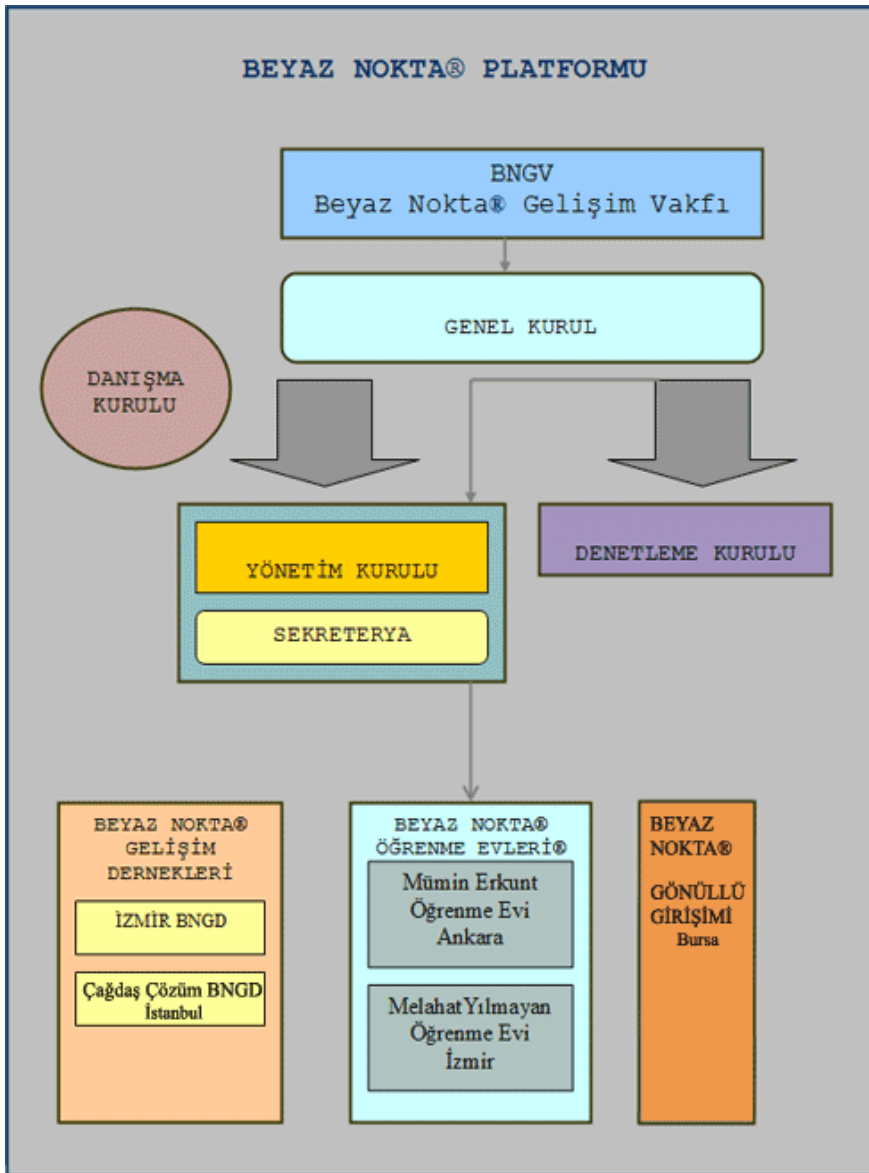 BEYAZ NOKTA® PLATFORMU
BNGV
Beyaz Nokta® Gelişim Vakfı
GENEL KURUL
DANIŞMA
KURULU
YÖNETİM KURULU
SEKRETERYA
DENETLEME KURULU
BEYAZ NOKTA®
GELİŞİM
DERNEKLERİ
İZMİR BNGD
Çağdaş Çözüm BNGD
İstanbul
BEYAZ NOKTA®
ÖĞRENME EVLERİ®
Mümin Erkunt
Öğrenme Evi
Ankara
MelahatYılmayan
Öğrenme Evi
İzmir
BEYAZ
NOKTA®
GÖNÜLLÜ
GİRİŞİMİ
Bursa